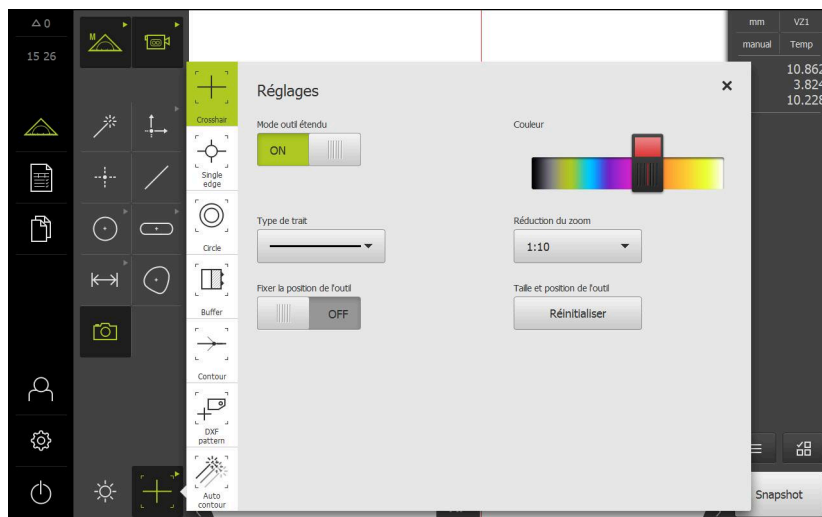 △ 0
15 26
M
Crosshair
Single
edge
Circle
Buffer
Contour
DXF
pattern
Auto
contour
Réglages
×
Mode outil étendu
ON
Couleur
Type de trait
Réduction du zoom
1:10
Fixer la position de l'outil
OFF
Taille et position de l'outil
Réinitialiser
mm
VZ1
manual
Temp
10.862
3.824
10.228
Snapshot